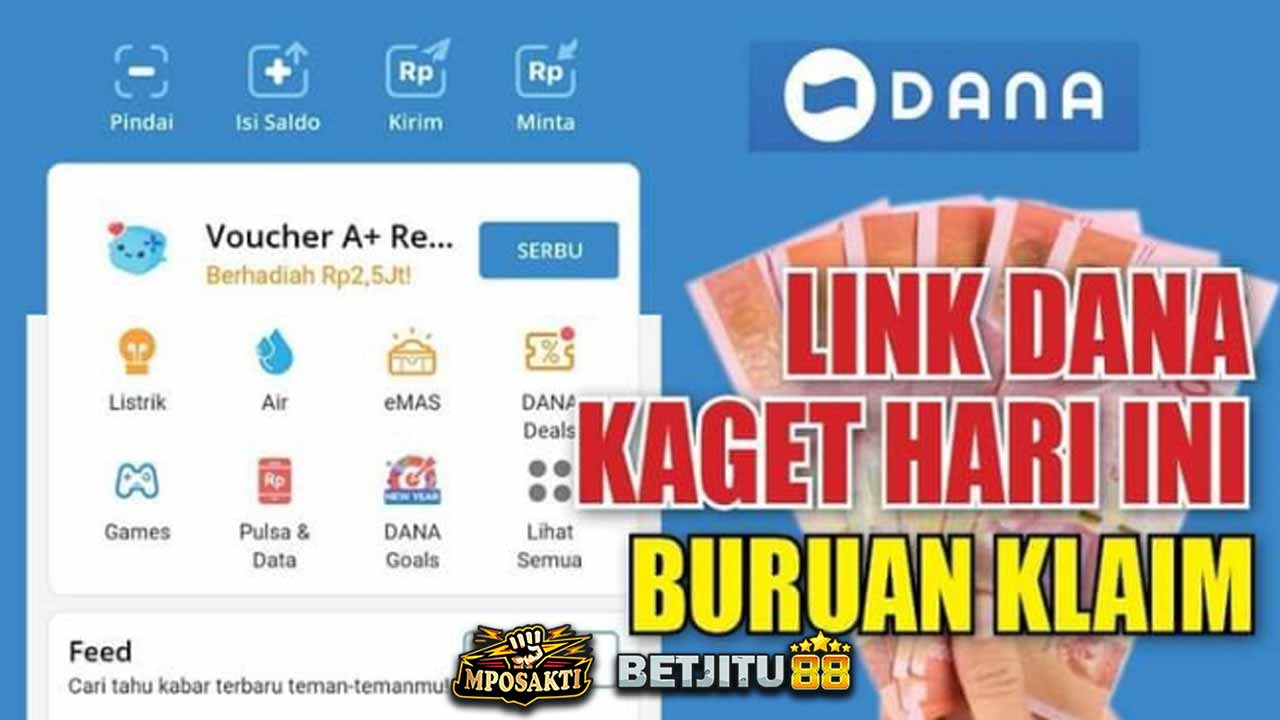 Pindai
Isi Saldo
Rp
Kirim
Rp
Minta
DANA
Voucher A+ Re...
Berhadiah Rp2,5Jt!
SERBU
LINK DANA
KAGET HARI INI
BURUAN KLAIM
Listrik
Air
eMAS
DANA
Deals
Games
Rp
Pulsa &
Data
NEW YEAR
DANA
Goals
Lihat
Semua
Feed
Cari tahu kabar terbaru teman-temanmu!
MPOSAKTI
BETJITU88